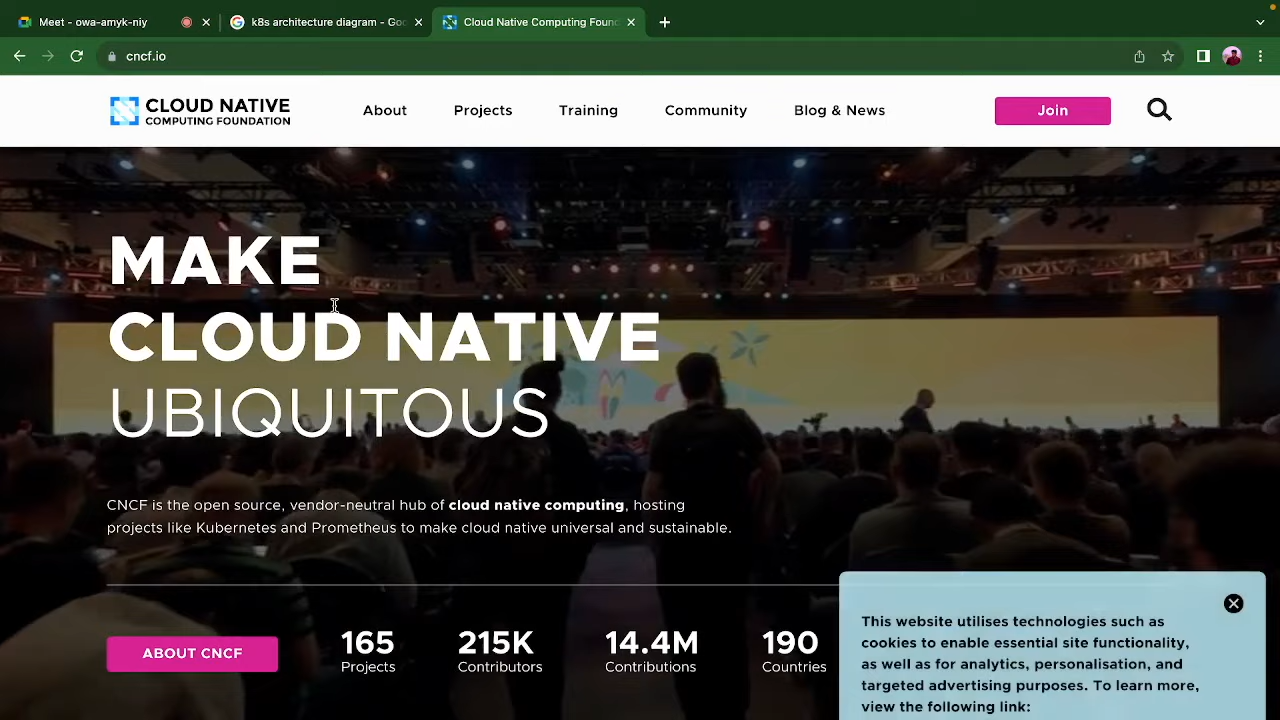 Meet - owa-amyk-niy
k8s architecture diagram - Goo
Cloud Native Computing Found
cncf.io
CLOUD NATIVE
COMPUTING FOUNDATION
About
Projects
Training
Community
Blog & News
Join
MAKE
CLOUD NATIVE
UBIQUITOUS
CNCF is the open source, vendor-neutral hub of cloud native computing, hosting
projects like Kubernetes and Prometheus to make cloud native universal and sustainable.
ABOUT CNCF
165
Projects
215K
Contributors
14.4M
Contributions
190
Countries
This website utilises technologies such as
cookies to enable essential site functionality,
as well as for analytics, personalisation, and
targeted advertising purposes. To learn more,
view the following link: